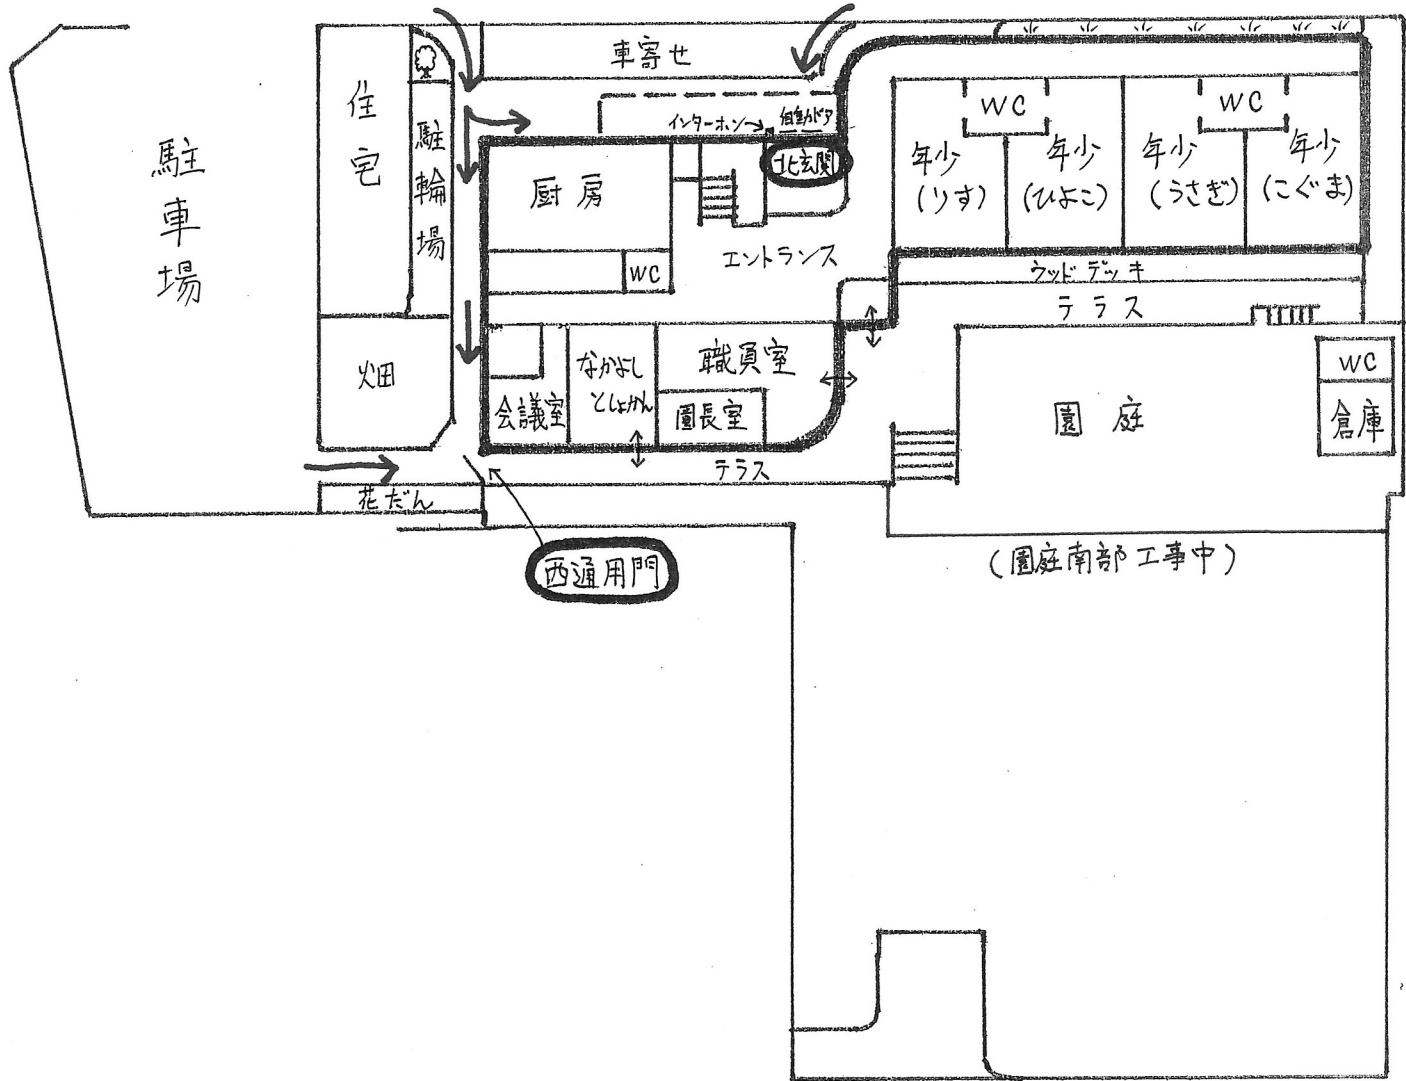 車寄せ
住宅
駐輪場
駐車場
インターホン→
自動ドア
北玄関
厨房
WC
エントランス
WC
WC
年少
(りす)
年少
(ひよこ)
年少
(うさぎ)
年少
(こぐま)
ウッドデッキ
テラス
畑
会議室
なかよし
としょかん
職員室
園長室
テラス
園庭
WC
倉庫
花だん
西通用門
(園庭南部工事中)